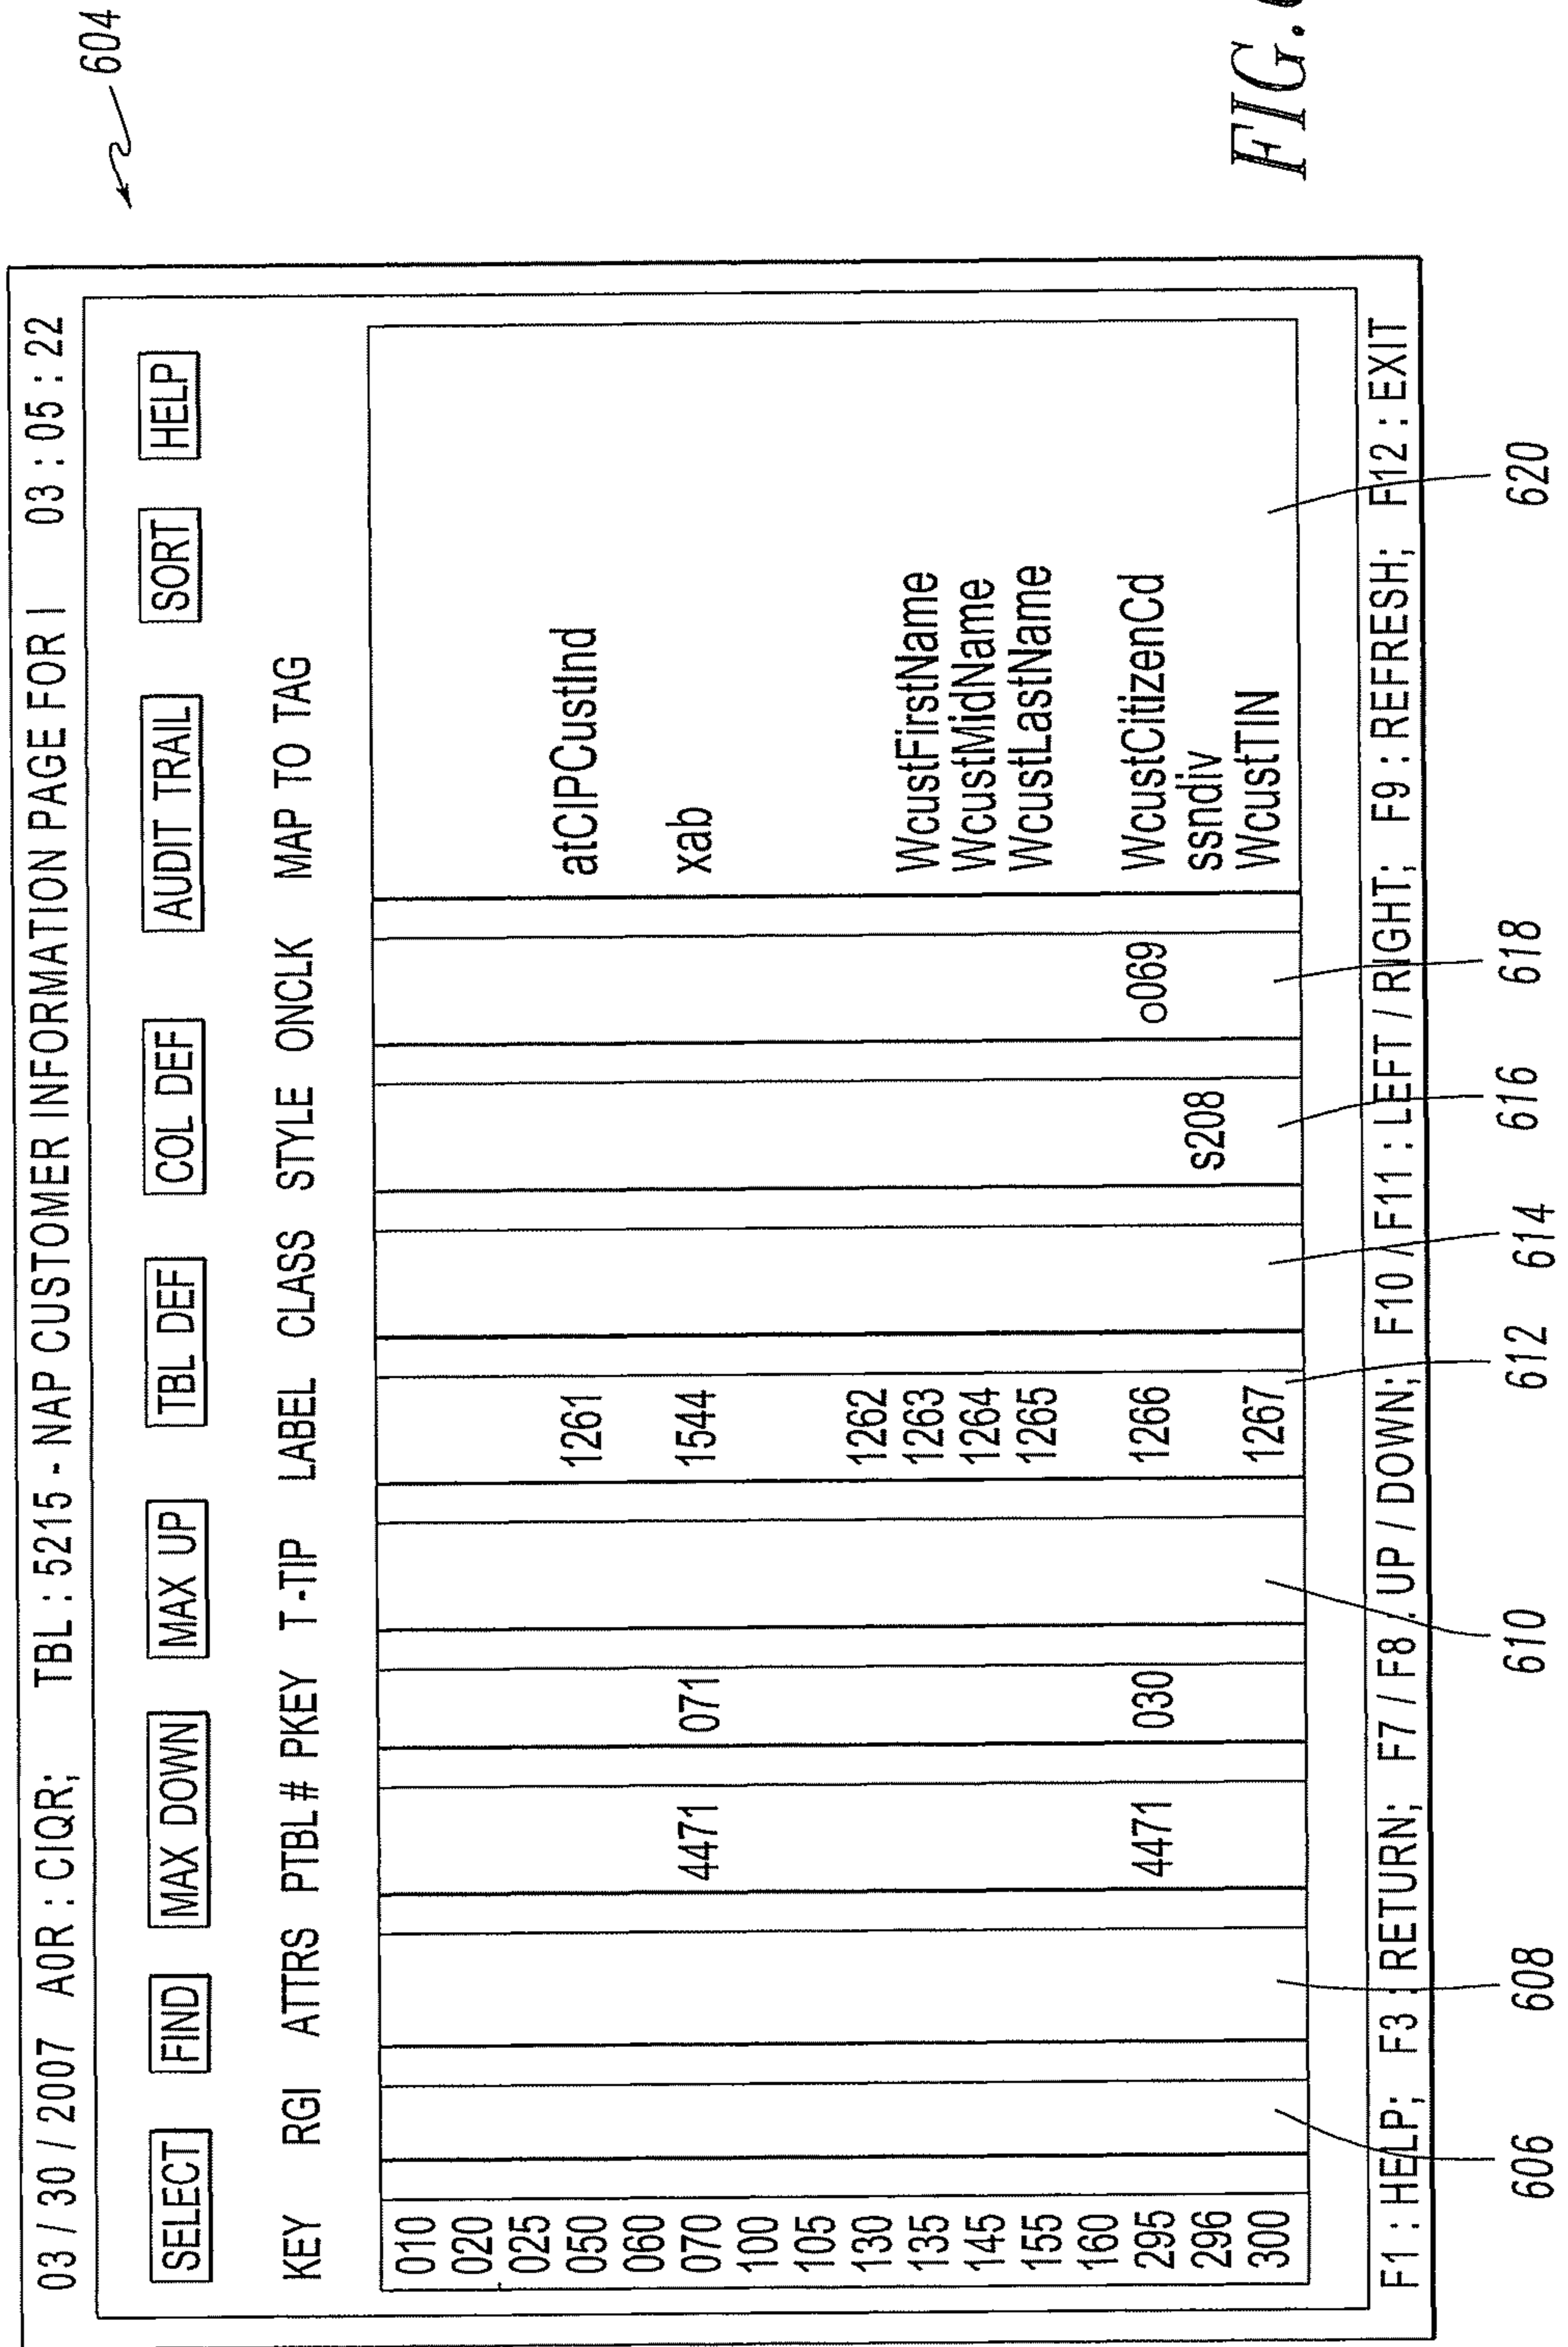 604
03 / 30 / 2007 A0R : CIQR; TBL : 5215 - NAP CUSTOMER INFORMATION PAGE FOR I 03 : 05 : 22
SELECT FIND MAX DOWN MAX UP TBL DEF COL DEF AUDIT TRAIL SORT HELP
KEY RGI ATTRS PTBL# PKEY T-TIP LABEL CLASS STYLE ONCLK MAP TO TAG
010
020
025
050 1261 atCIPCustInd
060
070 4471 071 1544 xab
100
105
130 1262
135 1263 WcustFirstName
145 1264 WcustMidName
155 1265 WcustLastName
160
295 4471 030 1266 o069 WcustCitizenCd
296 s208 ssndiv
300 1267 WcustTIN
F1 : HELP; F3 : RETURN; F7 / F8 : UP / DOWN; F10 / F11 : LEFT / RIGHT; F9 : REFRESH; F12 : EXIT
606 608 610 612 614 616 618 620
FIG.